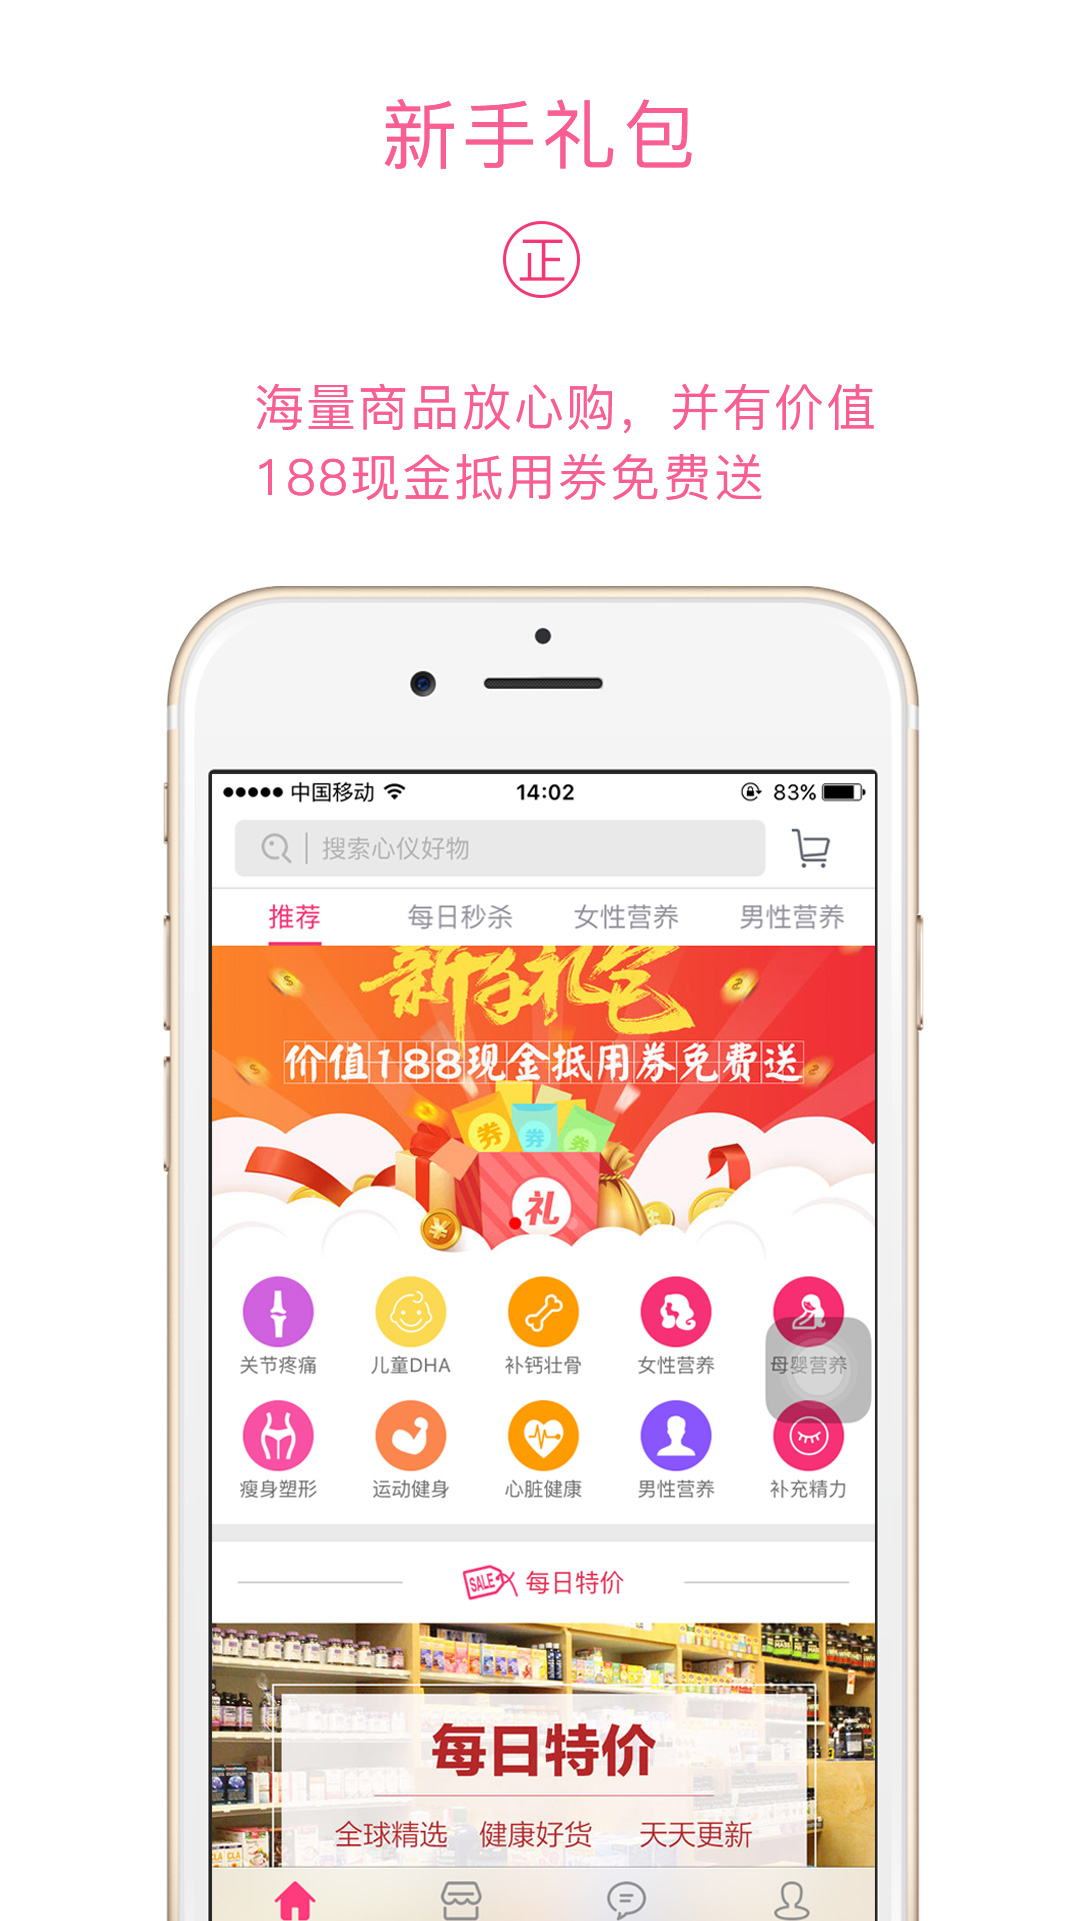 新手礼包
正
海量商品放心购，并有价值
188现金抵用券免费送
中国移动 14:02 83%
搜索心仪好物
推荐 每日秒杀 女性营养 男性营养
新手礼包
价值188现金抵用券免费送
券 券 券
礼
关节疼痛 儿童DHA 补钙壮骨 女性营养 母婴营养
瘦身塑形 运动健身 心脏健康 男性营养 补充精力
SALE 每日特价
每日特价
全球精选 健康好货 天天更新